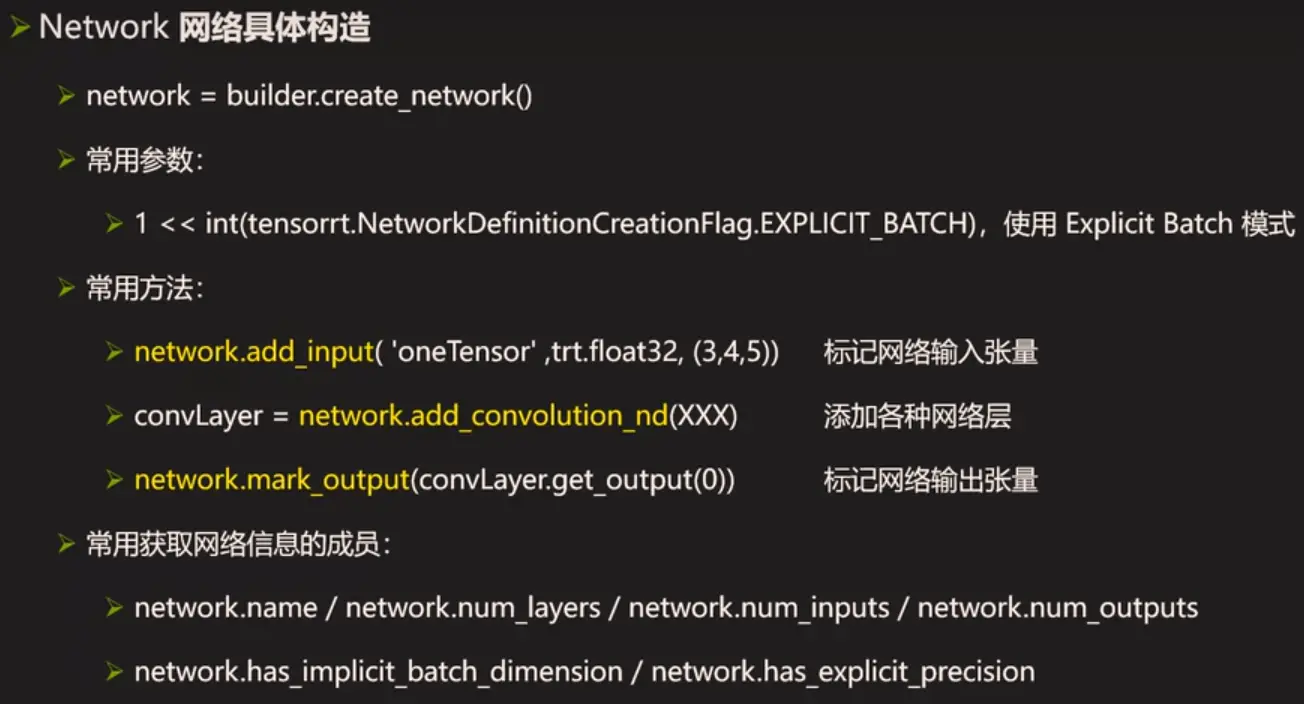 Network 网络具体构造
network = builder.create_network()
常用参数：
1 << int(tensorrt.NetworkDefinitionCreationFlag.EXPLICIT_BATCH)，使用 Explicit Batch 模式
常用方法：
network.add_input( 'oneTensor' ,trt.float32, (3,4,5)) 标记网络输入张量
convLayer = network.add_convolution_nd(XXX) 添加各种网络层
network.mark_output(convLayer.get_output(0)) 标记网络输出张量
常用获取网络信息的成员：
network.name / network.num_layers / network.num_inputs / network.num_outputs
network.has_implicit_batch_dimension / network.has_explicit_precision